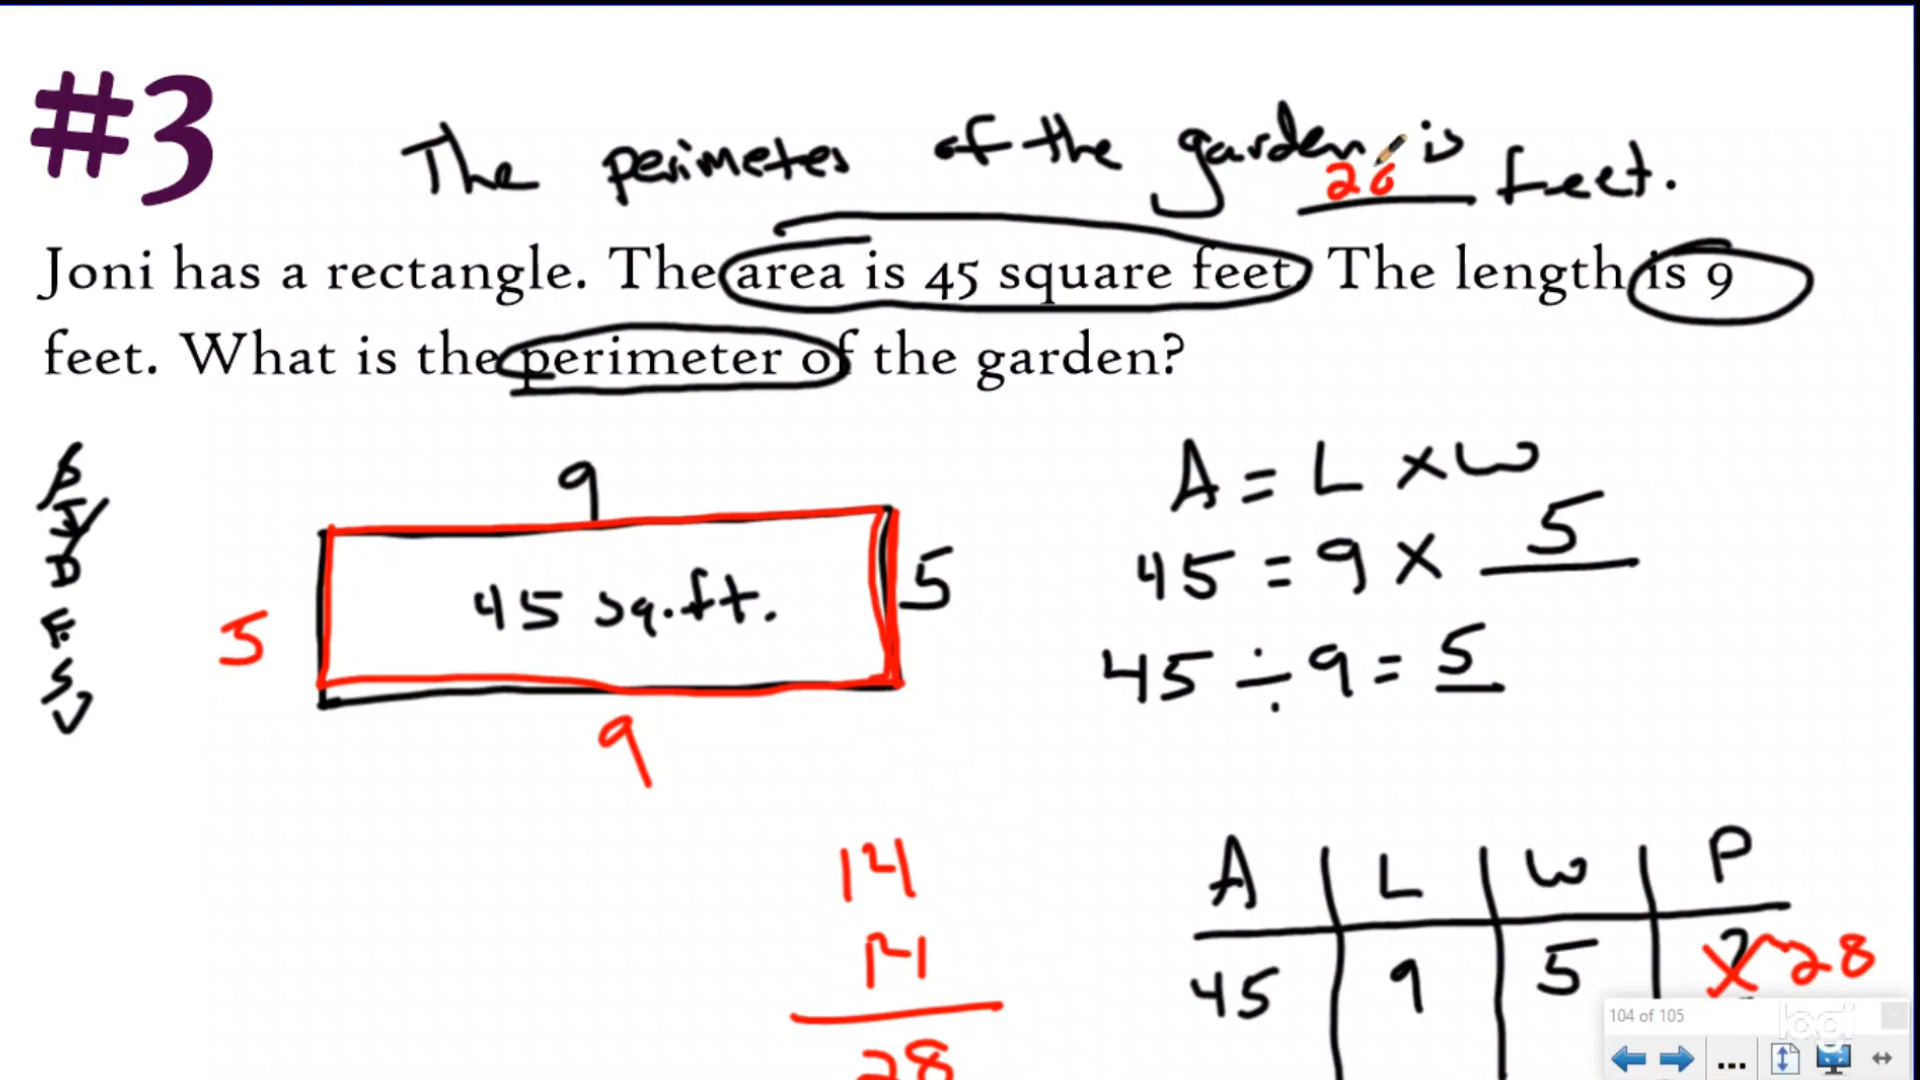 #3
The perimeter of the garden is 28 feet.
Joni has a rectangle. The area is 45 square feet. The length is 9
feet. What is the perimeter of the garden?
9
45 sq. ft.
5
5
9
A = L x W
45 = 9 x 5
45 ÷ 9 = 5
D
F
S
V
14
14
28
A L W P
45 9 5 ? 28
104 of 105
logi
...